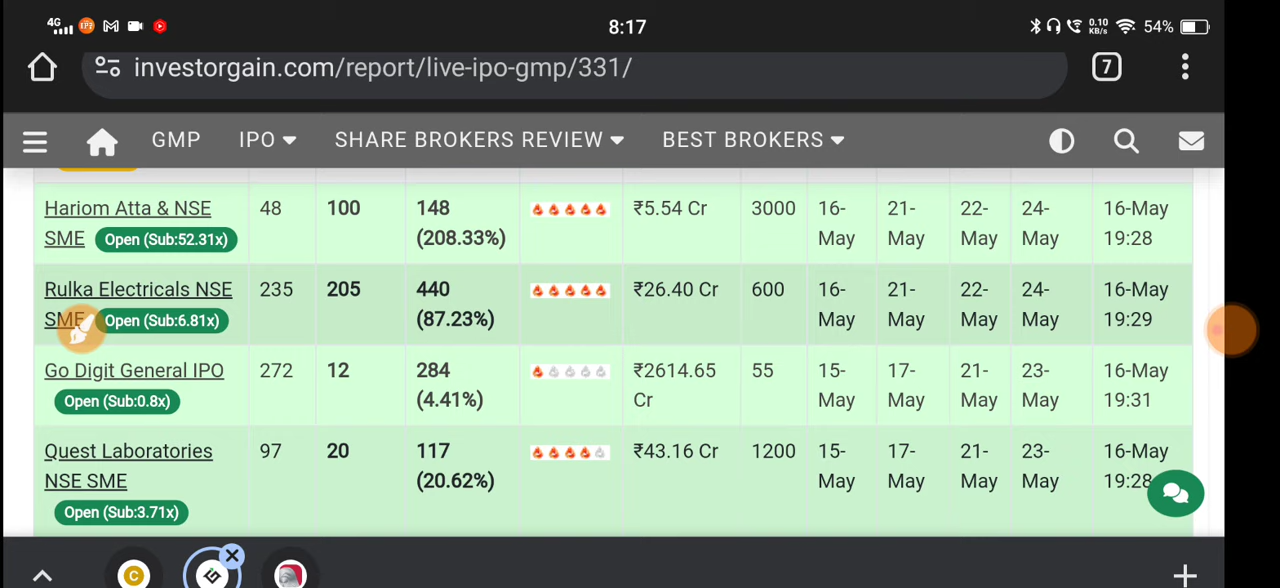 4G
8:17
0.10 KB/s
54%
investorgain.com/report/live-ipo-gmp/331/
7
GMP IPO SHARE BROKERS REVIEW BEST BROKERS
Hariom Atta & NSE 48 100 148 ₹5.54 Cr 3000 16- 21- 22- 24- 16-May
SME Open (Sub:52.31x) (208.33%) May May May May 19:28
Rulka Electricals NSE 235 205 440 ₹26.40 Cr 600 16- 21- 22- 24- 16-May
SME Open (Sub:6.81x) (87.23%) May May May May 19:29
Go Digit General IPO 272 12 284 ₹2614.65 55 15- 17- 21- 23- 16-May
Open (Sub:0.8x) (4.41%) Cr May May May May 19:31
Quest Laboratories 97 20 117 ₹43.16 Cr 1200 15- 17- 21- 23- 16-May
NSE SME (20.62%) May May May May 19:28
Open (Sub:3.71x)
C